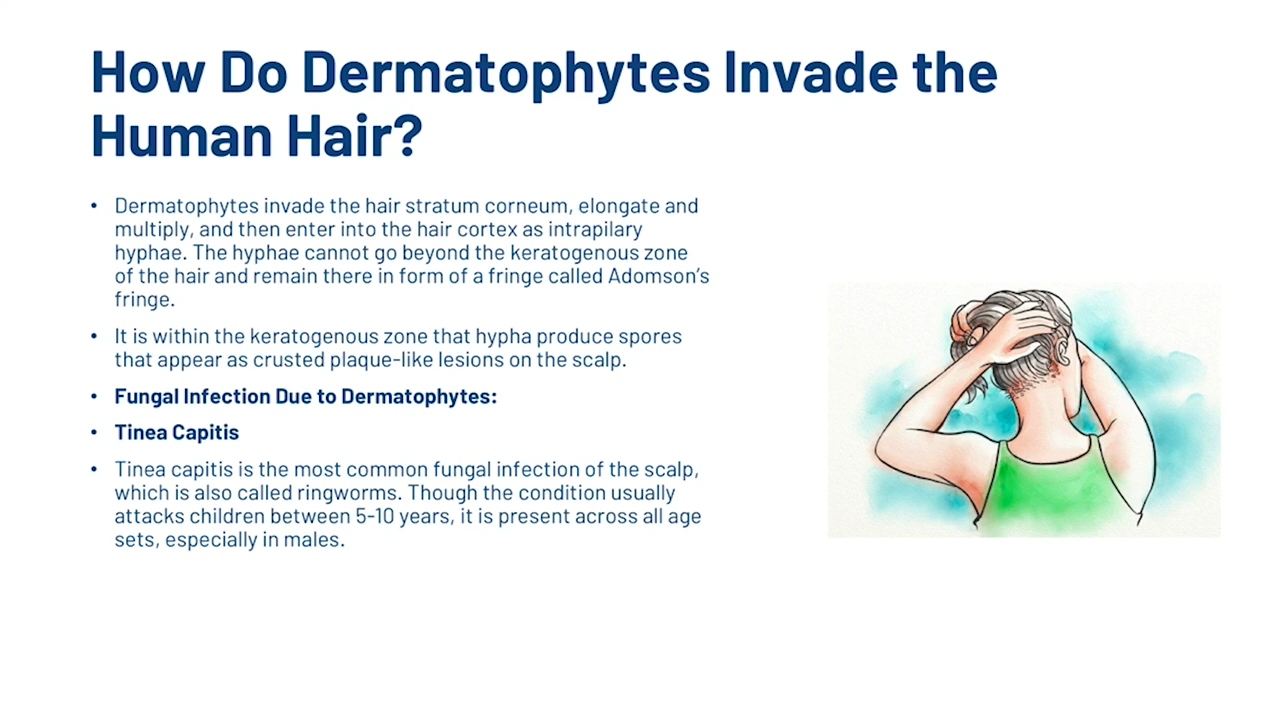 How Do Dermatophytes Invade the
Human Hair?
• Dermatophytes invade the hair stratum corneum, elongate and
multiply, and then enter into the hair cortex as intrapilary
hyphae. The hyphae cannot go beyond the keratogenous zone
of the hair and remain there in form of a fringe called Adomson's
fringe.
• It is within the keratogenous zone that hypha produce spores
that appear as crusted plaque-like lesions on the scalp.
• Fungal Infection Due to Dermatophytes:
• Tinea Capitis
• Tinea capitis is the most common fungal infection of the scalp,
which is also called ringworms. Though the condition usually
attacks children between 5-10 years, it is present across all age
sets, especially in males.